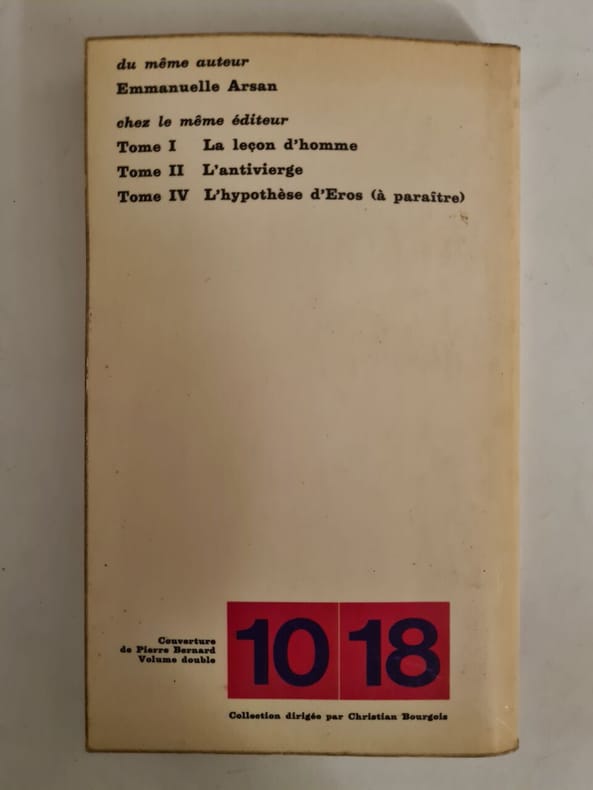 du même auteur
Emmanuelle Arsan
chez le même éditeur
Tome I La leçon d'homme
Tome II L'antivierge
Tome IV L'hypothèse d'Eros (à paraître)
Couverture
de Pierre Bernard
Volume double
10 18
Collection dirigée par Christian Bourgois